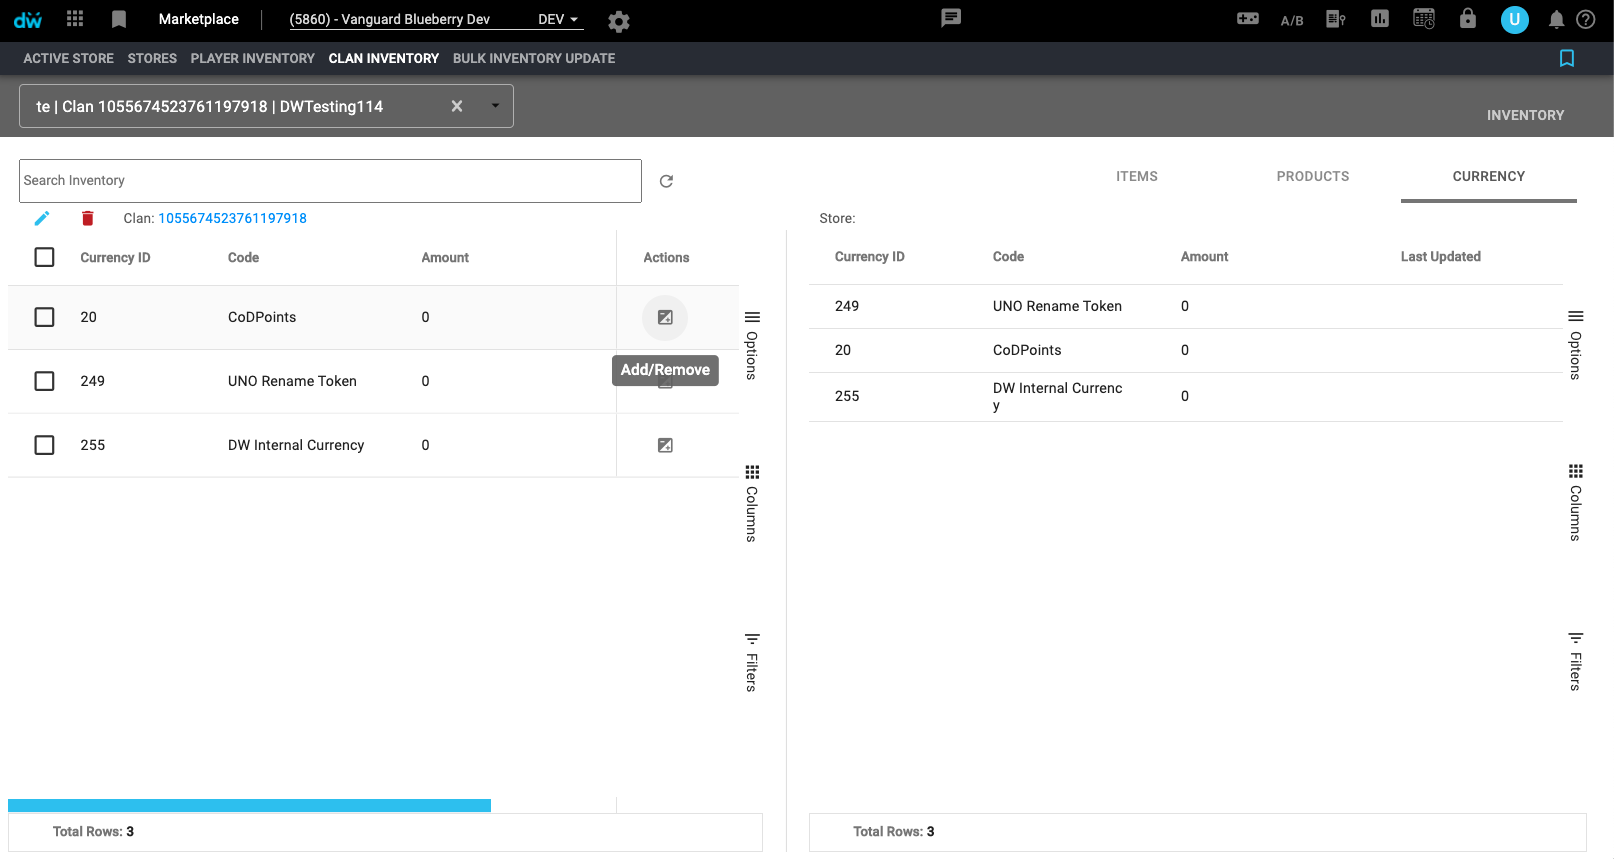 dw
Marketplace
(5860) - Vanguard Blueberry Dev
DEV
A/B
U
ACTIVE STORE
STORES
PLAYER INVENTORY
CLAN INVENTORY
BULK INVENTORY UPDATE
te | Clan 1055674523761197918 | DWTesting114
INVENTORY
Search Inventory
ITEMS
PRODUCTS
CURRENCY
Clan: 1055674523761197918
Currency ID Code Amount Actions
20 CoDPoints 0
Add/Remove
249 UNO Rename Token 0
255 DW Internal Currency 0
Options
Columns
Filters
Total Rows: 3
Store:
Currency ID Code Amount Last Updated
249 UNO Rename Token 0
20 CoDPoints 0
255 DW Internal Currenc 0
y
Options
Columns
Filters
Total Rows: 3